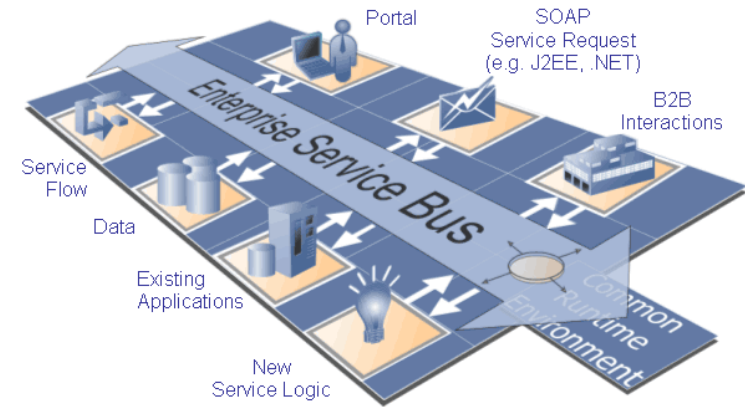 Portal
SOAP
Service Request
(e.g. J2EE, .NET)
B2B
Interactions
Enterprise Service Bus
Service
Flow
Data
Existing
Applications
New
Service Logic
Common
Runtime
Environment